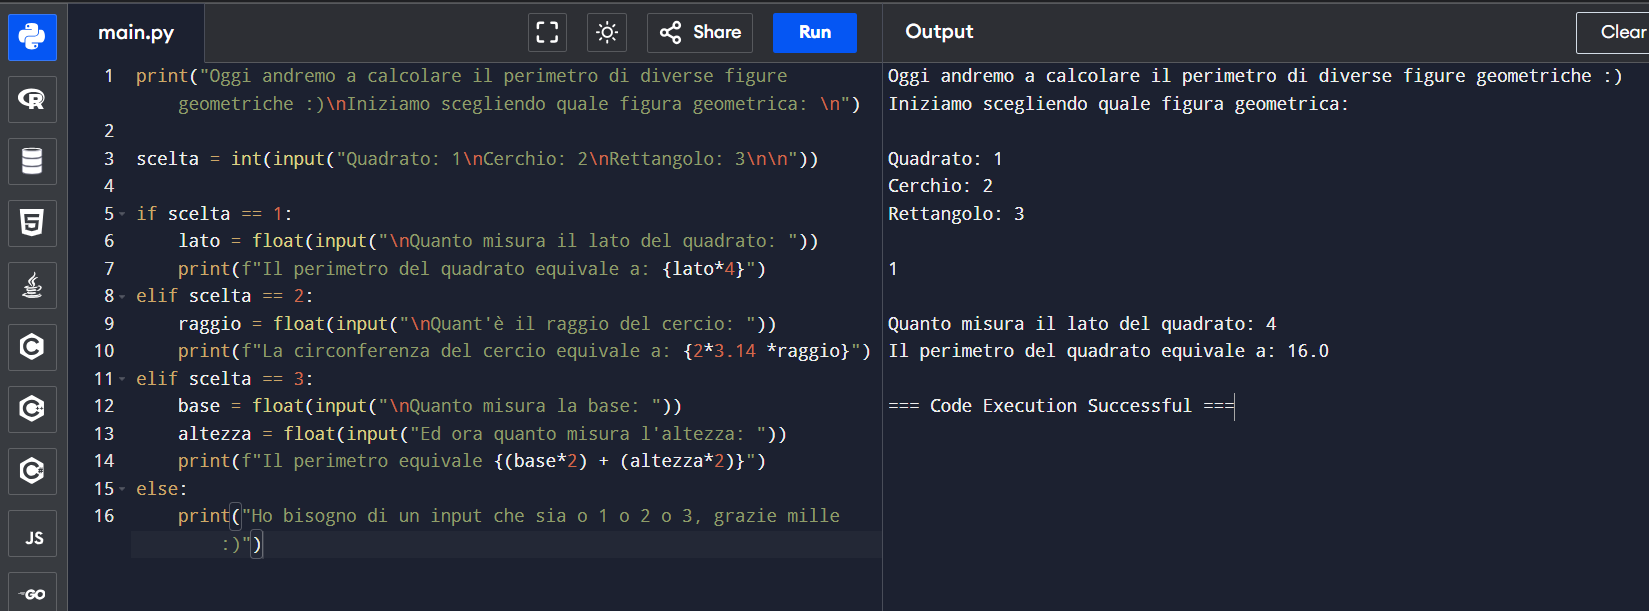 main.py
Share
Run
Output
Clear
1 print("Oggi andremo a calcolare il perimetro di diverse figure
geometriche :)\nIniziamo scegliendo quale figura geometrica: \n")
2
3 scelta = int(input("Quadrato: 1\nCerchio: 2\nRettangolo: 3\n\n"))
4
5 if scelta == 1:
6 lato = float(input("\nQuanto misura il lato del quadrato: "))
7 print(f"Il perimetro del quadrato equivale a: {lato*4}")
8 elif scelta == 2:
9 raggio = float(input("\nQuant'è il raggio del cercio: "))
10 print(f"La circonferenza del cercio equivale a: {2*3.14 *raggio}")
11 elif scelta == 3:
12 base = float(input("\nQuanto misura la base: "))
13 altezza = float(input("Ed ora quanto misura l'altezza: "))
14 print(f"Il perimetro equivale {(base*2) + (altezza*2)}")
15 else:
16 print("Ho bisogno di un input che sia o 1 o 2 o 3, grazie mille
:)")
Oggi andremo a calcolare il perimetro di diverse figure geometriche :)
Iniziamo scegliendo quale figura geometrica:
Quadrato: 1
Cerchio: 2
Rettangolo: 3
1
Quanto misura il lato del quadrato: 4
Il perimetro del quadrato equivale a: 16.0
=== Code Execution Successful ===
R
5
C
C++
C#
JS
GO